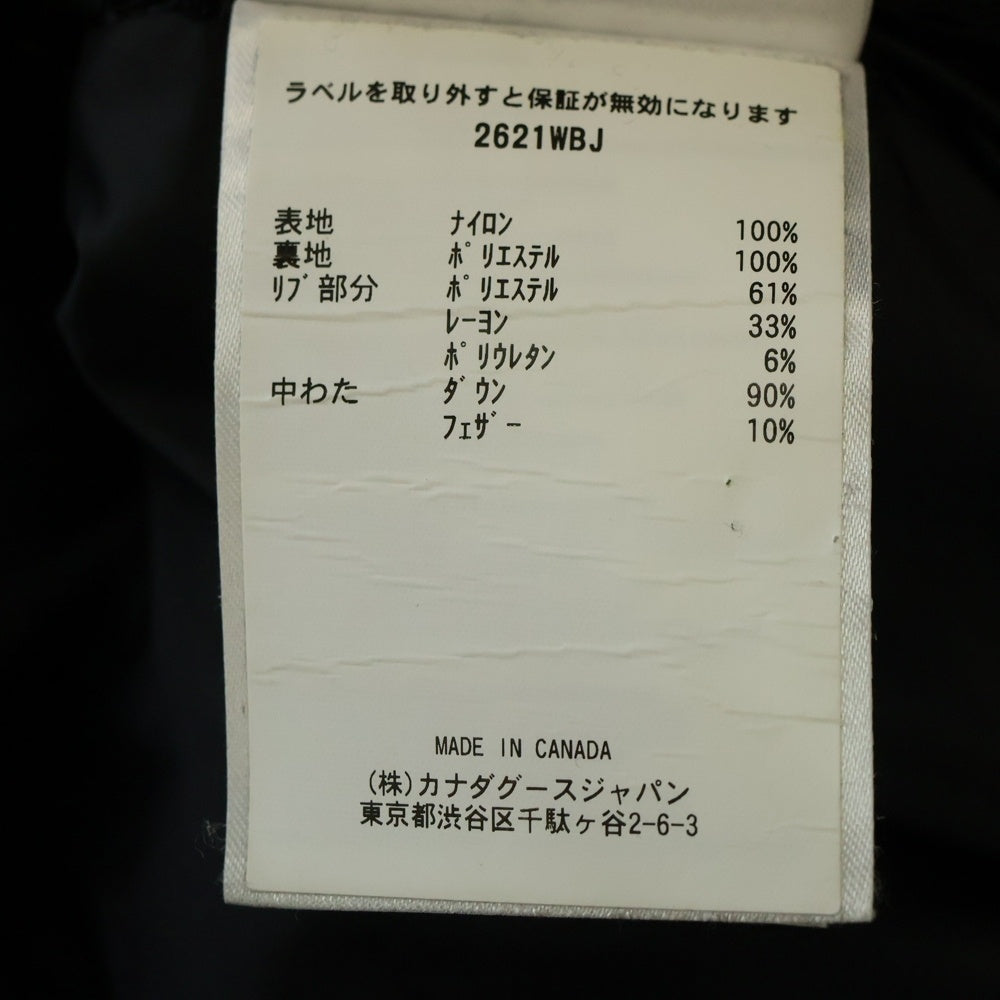 ラベルを取り外すと保証が無効になります
2621WBJ
表地 ナイロン 100%
裏地 ポリエステル 100%
リブ部分 ポリエステル 61%
レーヨン 33%
ポリウレタン 6%
中わた ダウン 90%
フェザー 10%
MADE IN CANADA
(株)カナダグースジャパン
東京都渋谷区千駄ヶ谷2-6-3